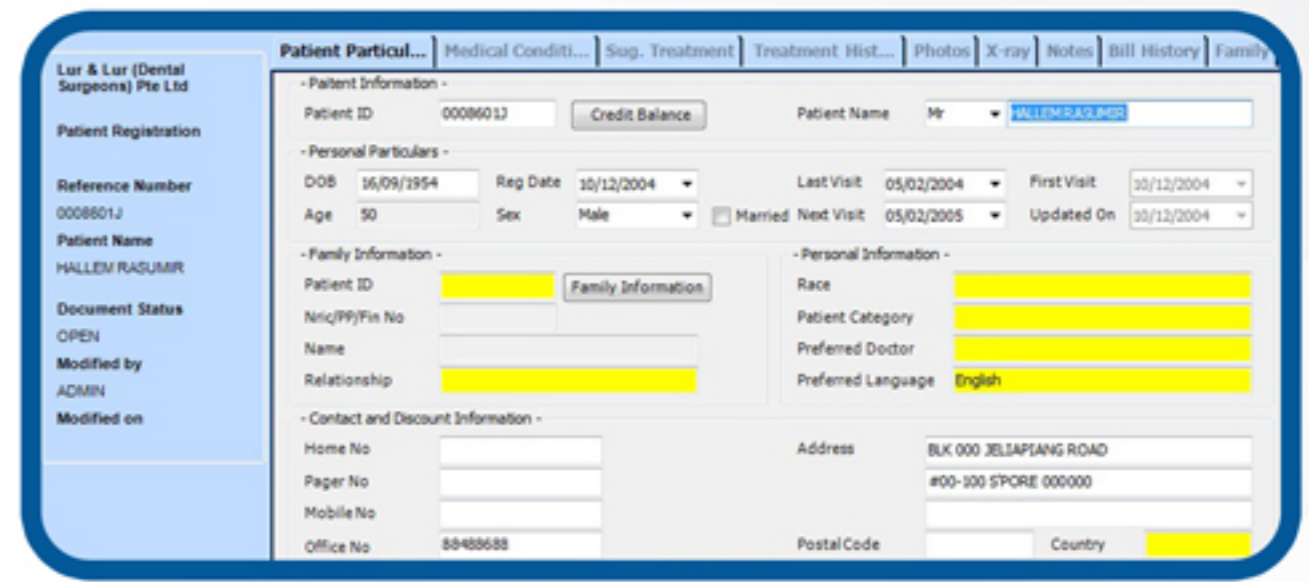 Lur & Lur (Dental
Surgeons) Pte Ltd
Patient Registration
Reference Number
0008601J
Patient Name
HALLEM RASUMIR
Document Status
OPEN
Modified by
ADMIN
Modified on
Patient Particul... Medical Conditi... Sug. Treatment Treatment Hist... Photos X-ray Notes Bill History Family
- Paitent Information -
Patient ID 0008601J Credit Balance Patient Name Mr HALLEM RASUMIR
- Personal Particulars -
DOB 16/09/1954 Reg Date 10/12/2004 Last Visit 05/02/2004 First Visit 10/12/2004
Age 50 Sex Male Married Next Visit 05/02/2005 Updated On 10/12/2004
- Family Information - - Personal Information -
Patient ID Family Information Race
Nric/PP/Fin No Patient Category
Name Preferred Doctor
Relationship Preferred Language English
- Contact and Discount Information -
Home No Address BLK 000 JELIAPIANG ROAD
Pager No #00-100 S'PORE 000000
Mobile No
Office No 88488688 Postal Code Country